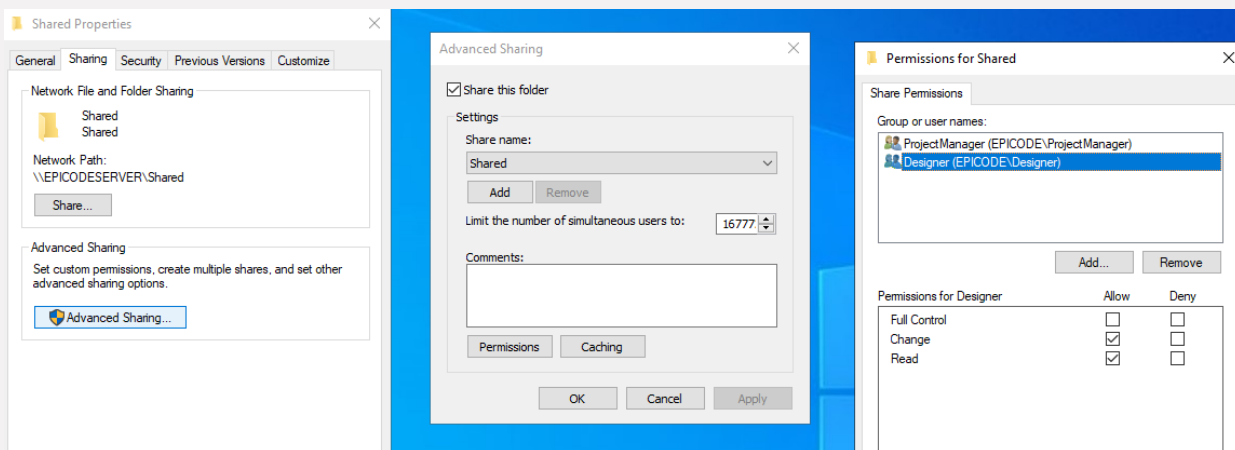 Shared Properties
General Sharing Security Previous Versions Customize
Network File and Folder Sharing
Shared
Shared
Network Path:
\\EPICODESERVER\Shared
Share...
Advanced Sharing
Set custom permissions, create multiple shares, and set other
advanced sharing options.
Advanced Sharing...
Advanced Sharing
Share this folder
Settings
Share name:
Shared
Add Remove
Limit the number of simultaneous users to: 16777
Comments:
Permissions Caching
OK Cancel Apply
Permissions for Shared
Share Permissions
Group or user names:
ProjectManager (EPICODE\ProjectManager)
Designer (EPICODE\Designer)
Add... Remove
Permissions for Designer Allow Deny
Full Control
Change
Read